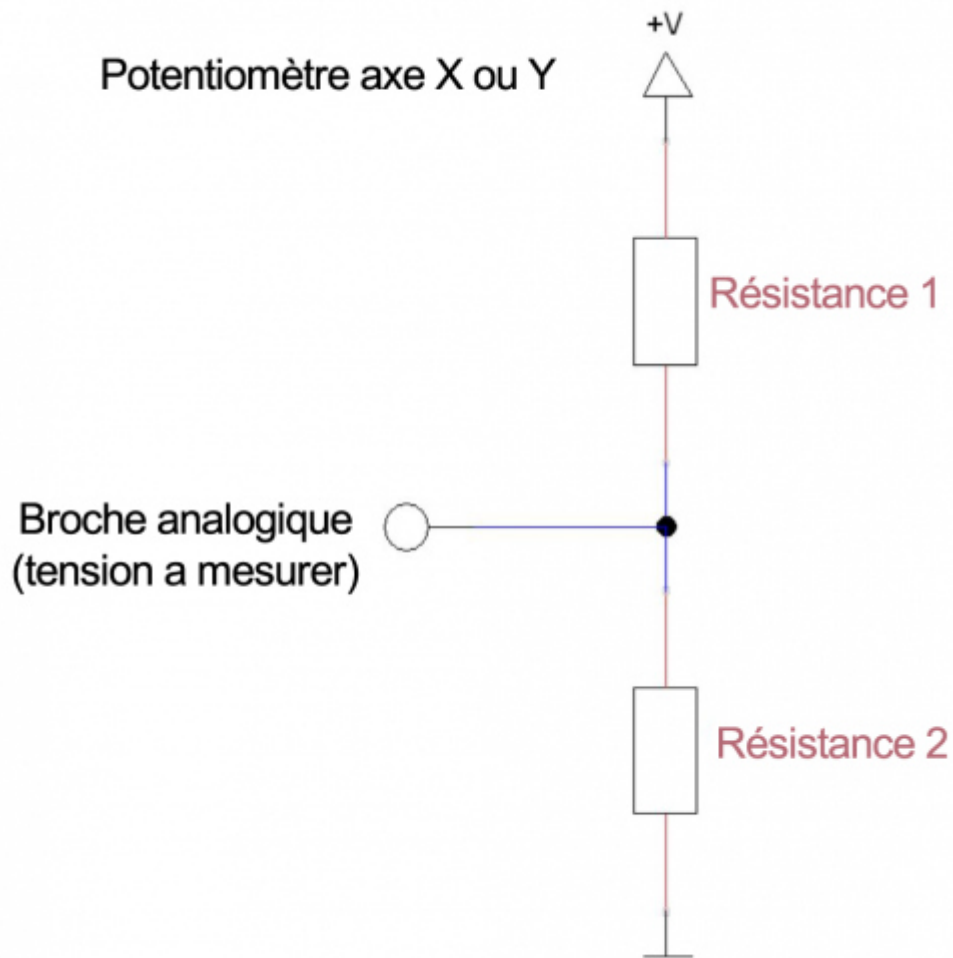 +V
Potentiomètre axe X ou Y
Résistance 1
Broche analogique
(tension a mesurer)
Résistance 2